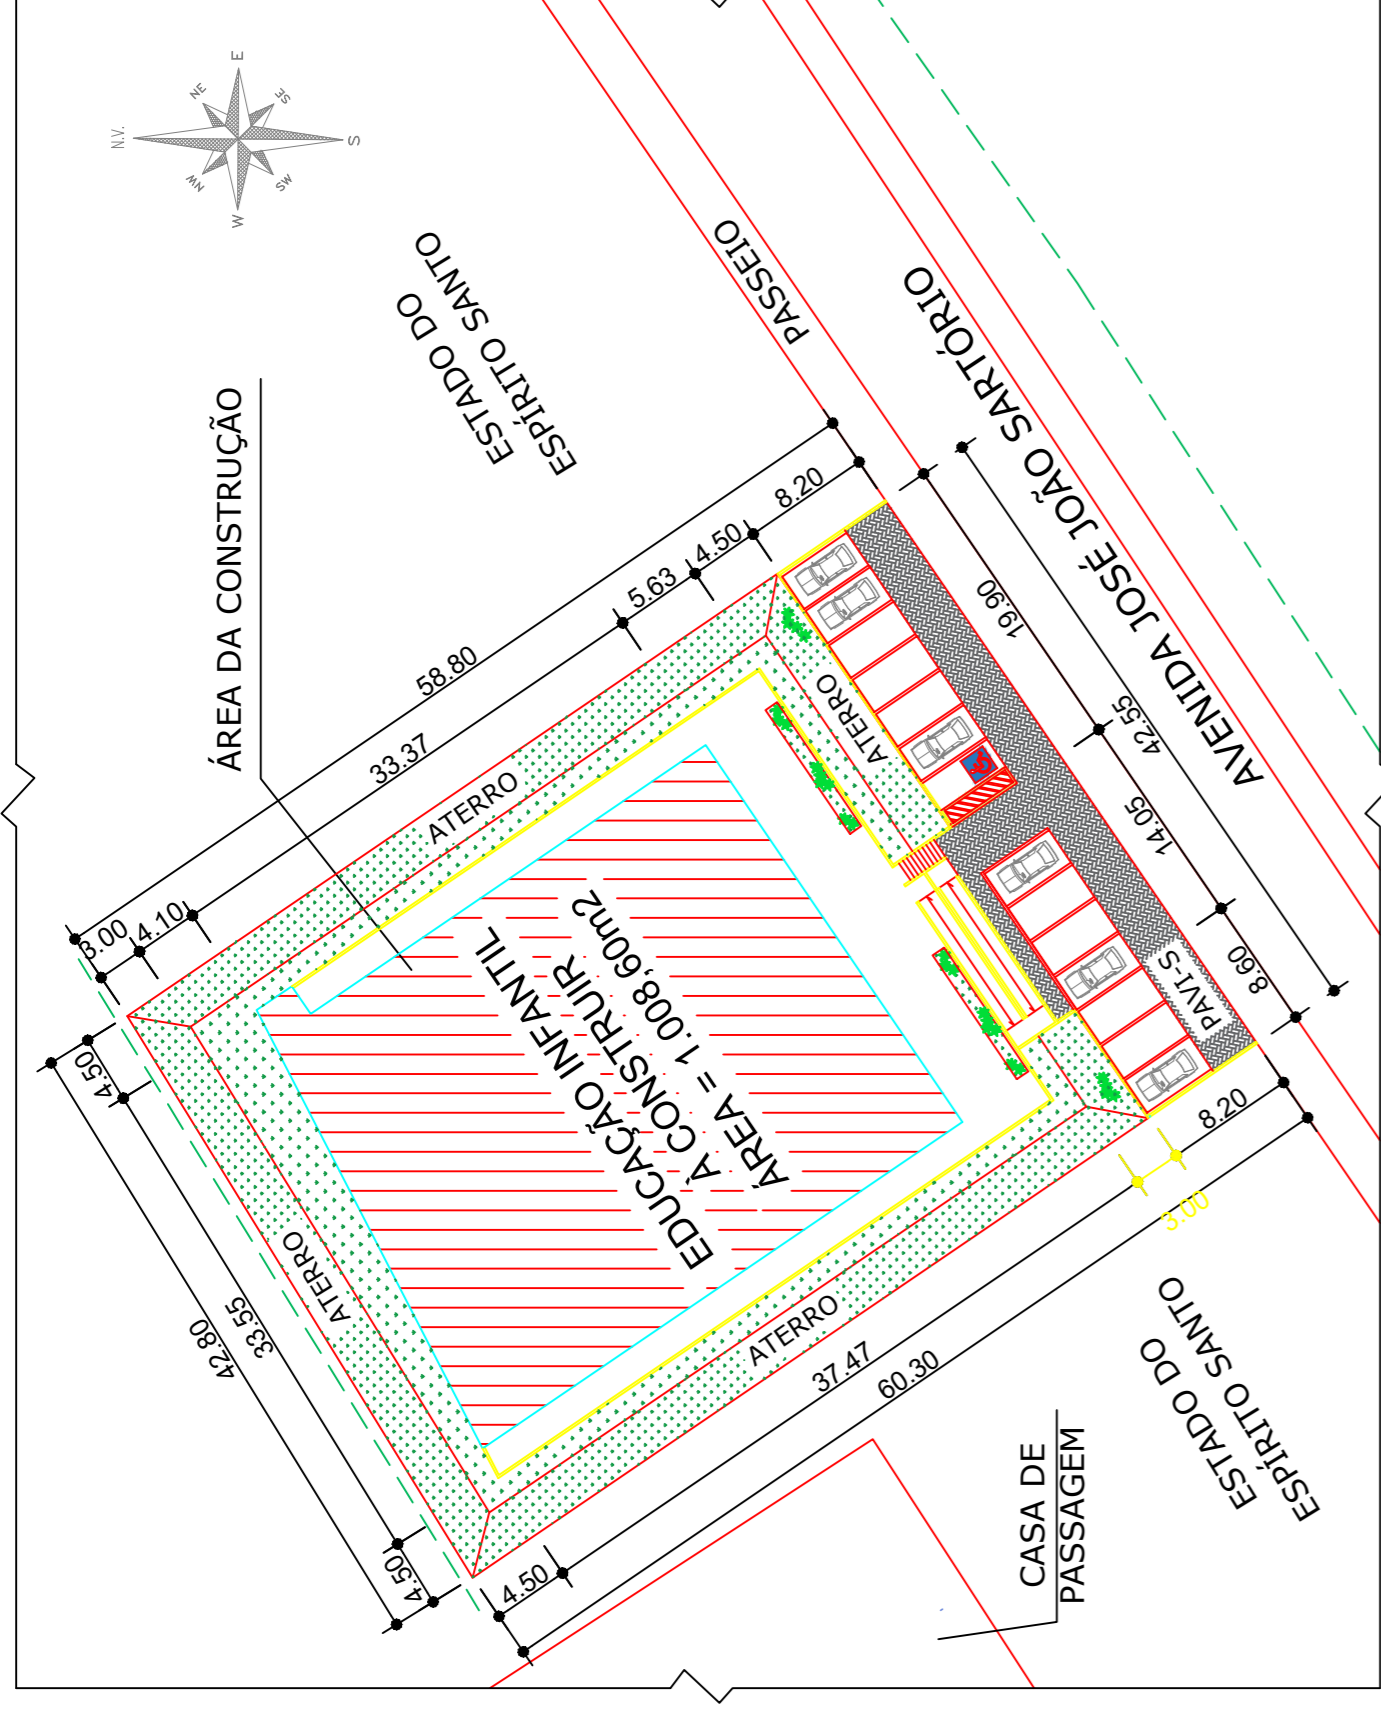 N.V.
NE
E
SE
S
SW
W
NW
ÁREA DA CONSTRUÇÃO
ESTADO DO
ESPÍRITO SANTO
PASSEIO
AVENIDA JOSÉ JOÃO SARTÓRIO
58.80
3.00
4.10
33.37
5.63
4.50
8.20
19.90
42.55
14.05
8.60
ATERRO
ATERRO
ATERRO
ATERRO
EDUCAÇÃO INFANTIL
A CONSTRUIR
ÁREA = 1.008,60m2
PAVI-S
4.50
33.55
42.80
4.50
4.50
37.47
60.30
3.00
8.20
CASA DE
PASSAGEM
ESTADO DO
ESPÍRITO SANTO